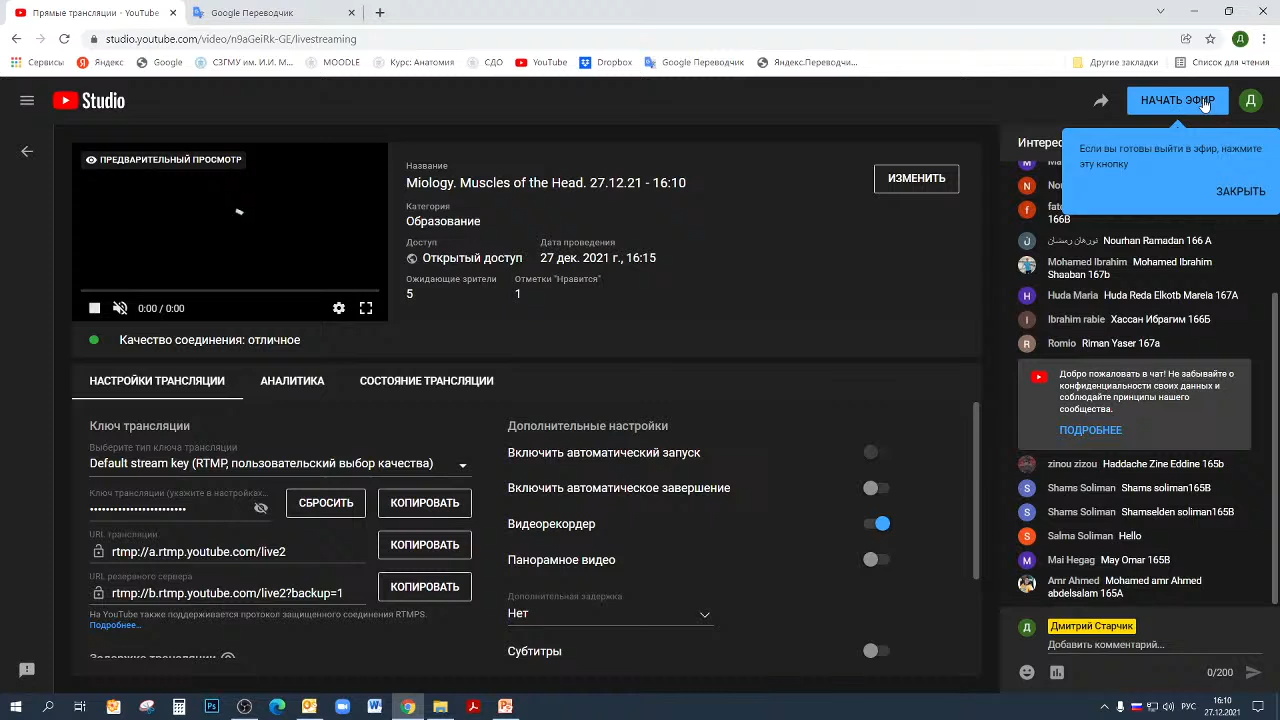 Прямые трансляции - YouTube
Google Переводчик
studio.youtube.com/video/n9aGeiRk-GE/livestreaming
Сервисы
Яндекс
Google
СЗГМУ им. И.И. М...
MOODLE
Курс: Анатомия
СДО
YouTube
Dropbox
Google Переводчик
Яндекс.Переводчи...
Другие закладки
Список для чтения
Studio
НАЧАТЬ ЭФИР
Д
Если вы готовы выйти в эфир, нажмите
эту кнопку
ЗАКРЫТЬ
ПРЕДВАРИТЕЛЬНЫЙ ПРОСМОТР
0:00 / 0:00
Качество соединения: отличное
Название
Miology. Muscles of the Head. 27.12.21 - 16:10
ИЗМЕНИТЬ
Категория
Образование
Доступ
Открытый доступ
Дата проведения
27 дек. 2021 г., 16:15
Ожидающие зрители
5
Отметки "Нравится"
1
НАСТРОЙКИ ТРАНСЛЯЦИИ
АНАЛИТИКА
СОСТОЯНИЕ ТРАНСЛЯЦИИ
Ключ трансляции
Выберите тип ключа трансляции
Default stream key (RTMP, пользовательский выбор качества)
Ключ трансляции (укажите в настройках...
СБРОСИТЬ
КОПИРОВАТЬ
URL трансляции
rtmp://a.rtmp.youtube.com/live2
КОПИРОВАТЬ
URL резервного сервера
rtmp://b.rtmp.youtube.com/live2?backup=1
КОПИРОВАТЬ
На YouTube также поддерживается протокол защищенного соединения RTMPS.
Подробнее...
Задержка трансляции
Дополнительные настройки
Включить автоматический запуск
Включить автоматическое завершение
Видеорекордер
Панорамное видео
Дополнительная задержка
Нет
Субтитры
Интерес
166B
نورهان رمضان Nourhan Ramadan 166 A
Mohamed Ibrahim Mohamed Ibrahim
Shaaban 167b
Huda Maria Huda Reda Elkotb Mareia 167A
Ibrahim rabie Хассан Ибрагим 166Б
Romio Riman Yaser 167a
Добро пожаловать в чат! Не забывайте о
конфиденциальности своих данных и
соблюдайте принципы нашего
сообщества.
ПОДРОБНЕЕ
zinou zizou Haddache Zine Eddine 165b
Shams Soliman Shams soliman165B
Shams Soliman Shamselden soliman165B
Salma Soliman Hello
Mai Hegag May Omar 165B
Amr Ahmed Mohamed amr Ahmed
abdelsalam 165A
Дмитрий Старчик
Добавить комментарий...
0/200
РУС
16:10
27.12.2021